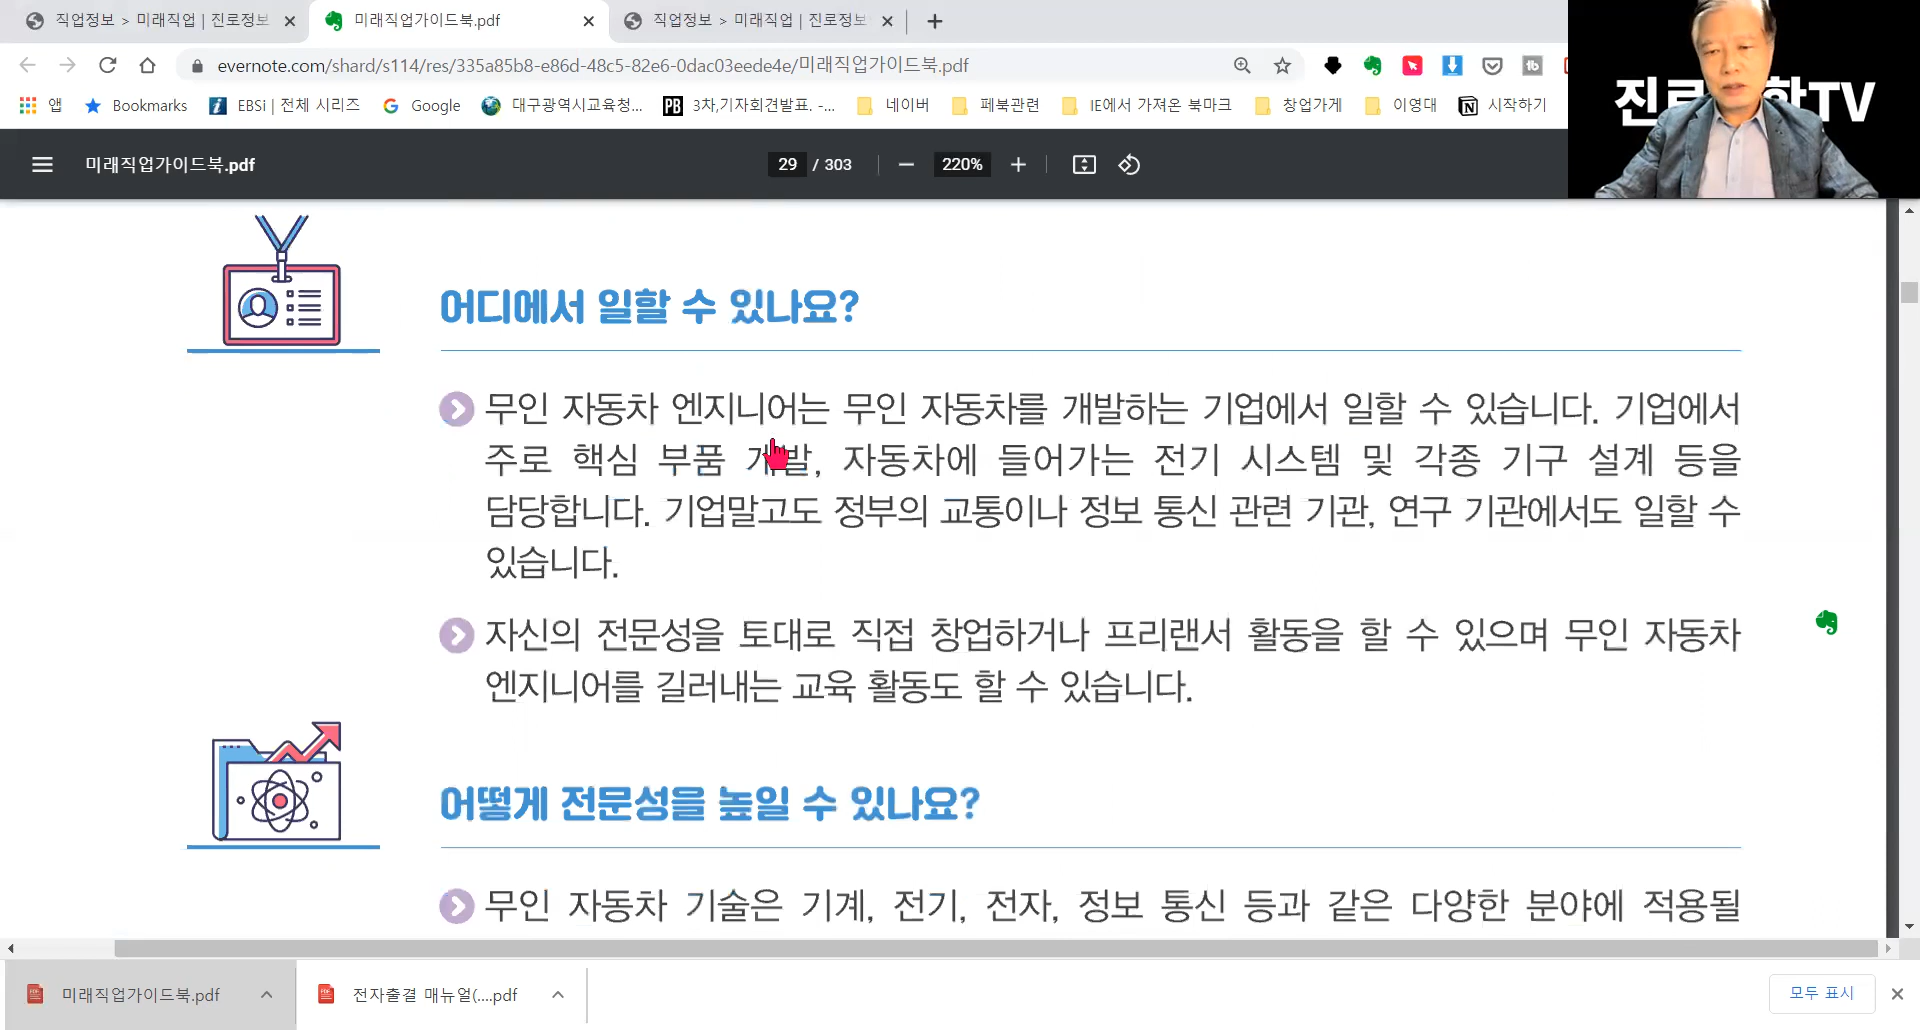 직업정보 > 미래직업 | 진로정보
미래직업가이드북.pdf
직업정보 > 미래직업 | 진로정보
evernote.com/shard/s114/res/335a85b8-e86d-48c5-82e6-0dac03eede4e/미래직업가이드북.pdf
앱
Bookmarks
EBSi | 전체 시리즈
Google
대구광역시교육청...
PB
3차,기자회견발표. -...
네이버
페북관련
IE에서 가져온 북마크
창업가게
이영대
시작하기
TV
미래직업가이드북.pdf
29 / 303
220%
어디에서 일할 수 있나요?
무인 자동차 엔지니어는 무인 자동차를 개발하는 기업에서 일할 수 있습니다. 기업에서
주로 핵심 부품 개발, 자동차에 들어가는 전기 시스템 및 각종 기구 설계 등을
담당합니다. 기업말고도 정부의 교통이나 정보 통신 관련 기관, 연구 기관에서도 일할 수
있습니다.
자신의 전문성을 토대로 직접 창업하거나 프리랜서 활동을 할 수 있으며 무인 자동차
엔지니어를 길러내는 교육 활동도 할 수 있습니다.
어떻게 전문성을 높일 수 있나요?
무인 자동차 기술은 기계, 전기, 전자, 정보 통신 등과 같은 다양한 분야에 적용될
미래직업가이드북.pdf
전자출결 매뉴얼(....pdf
모두 표시